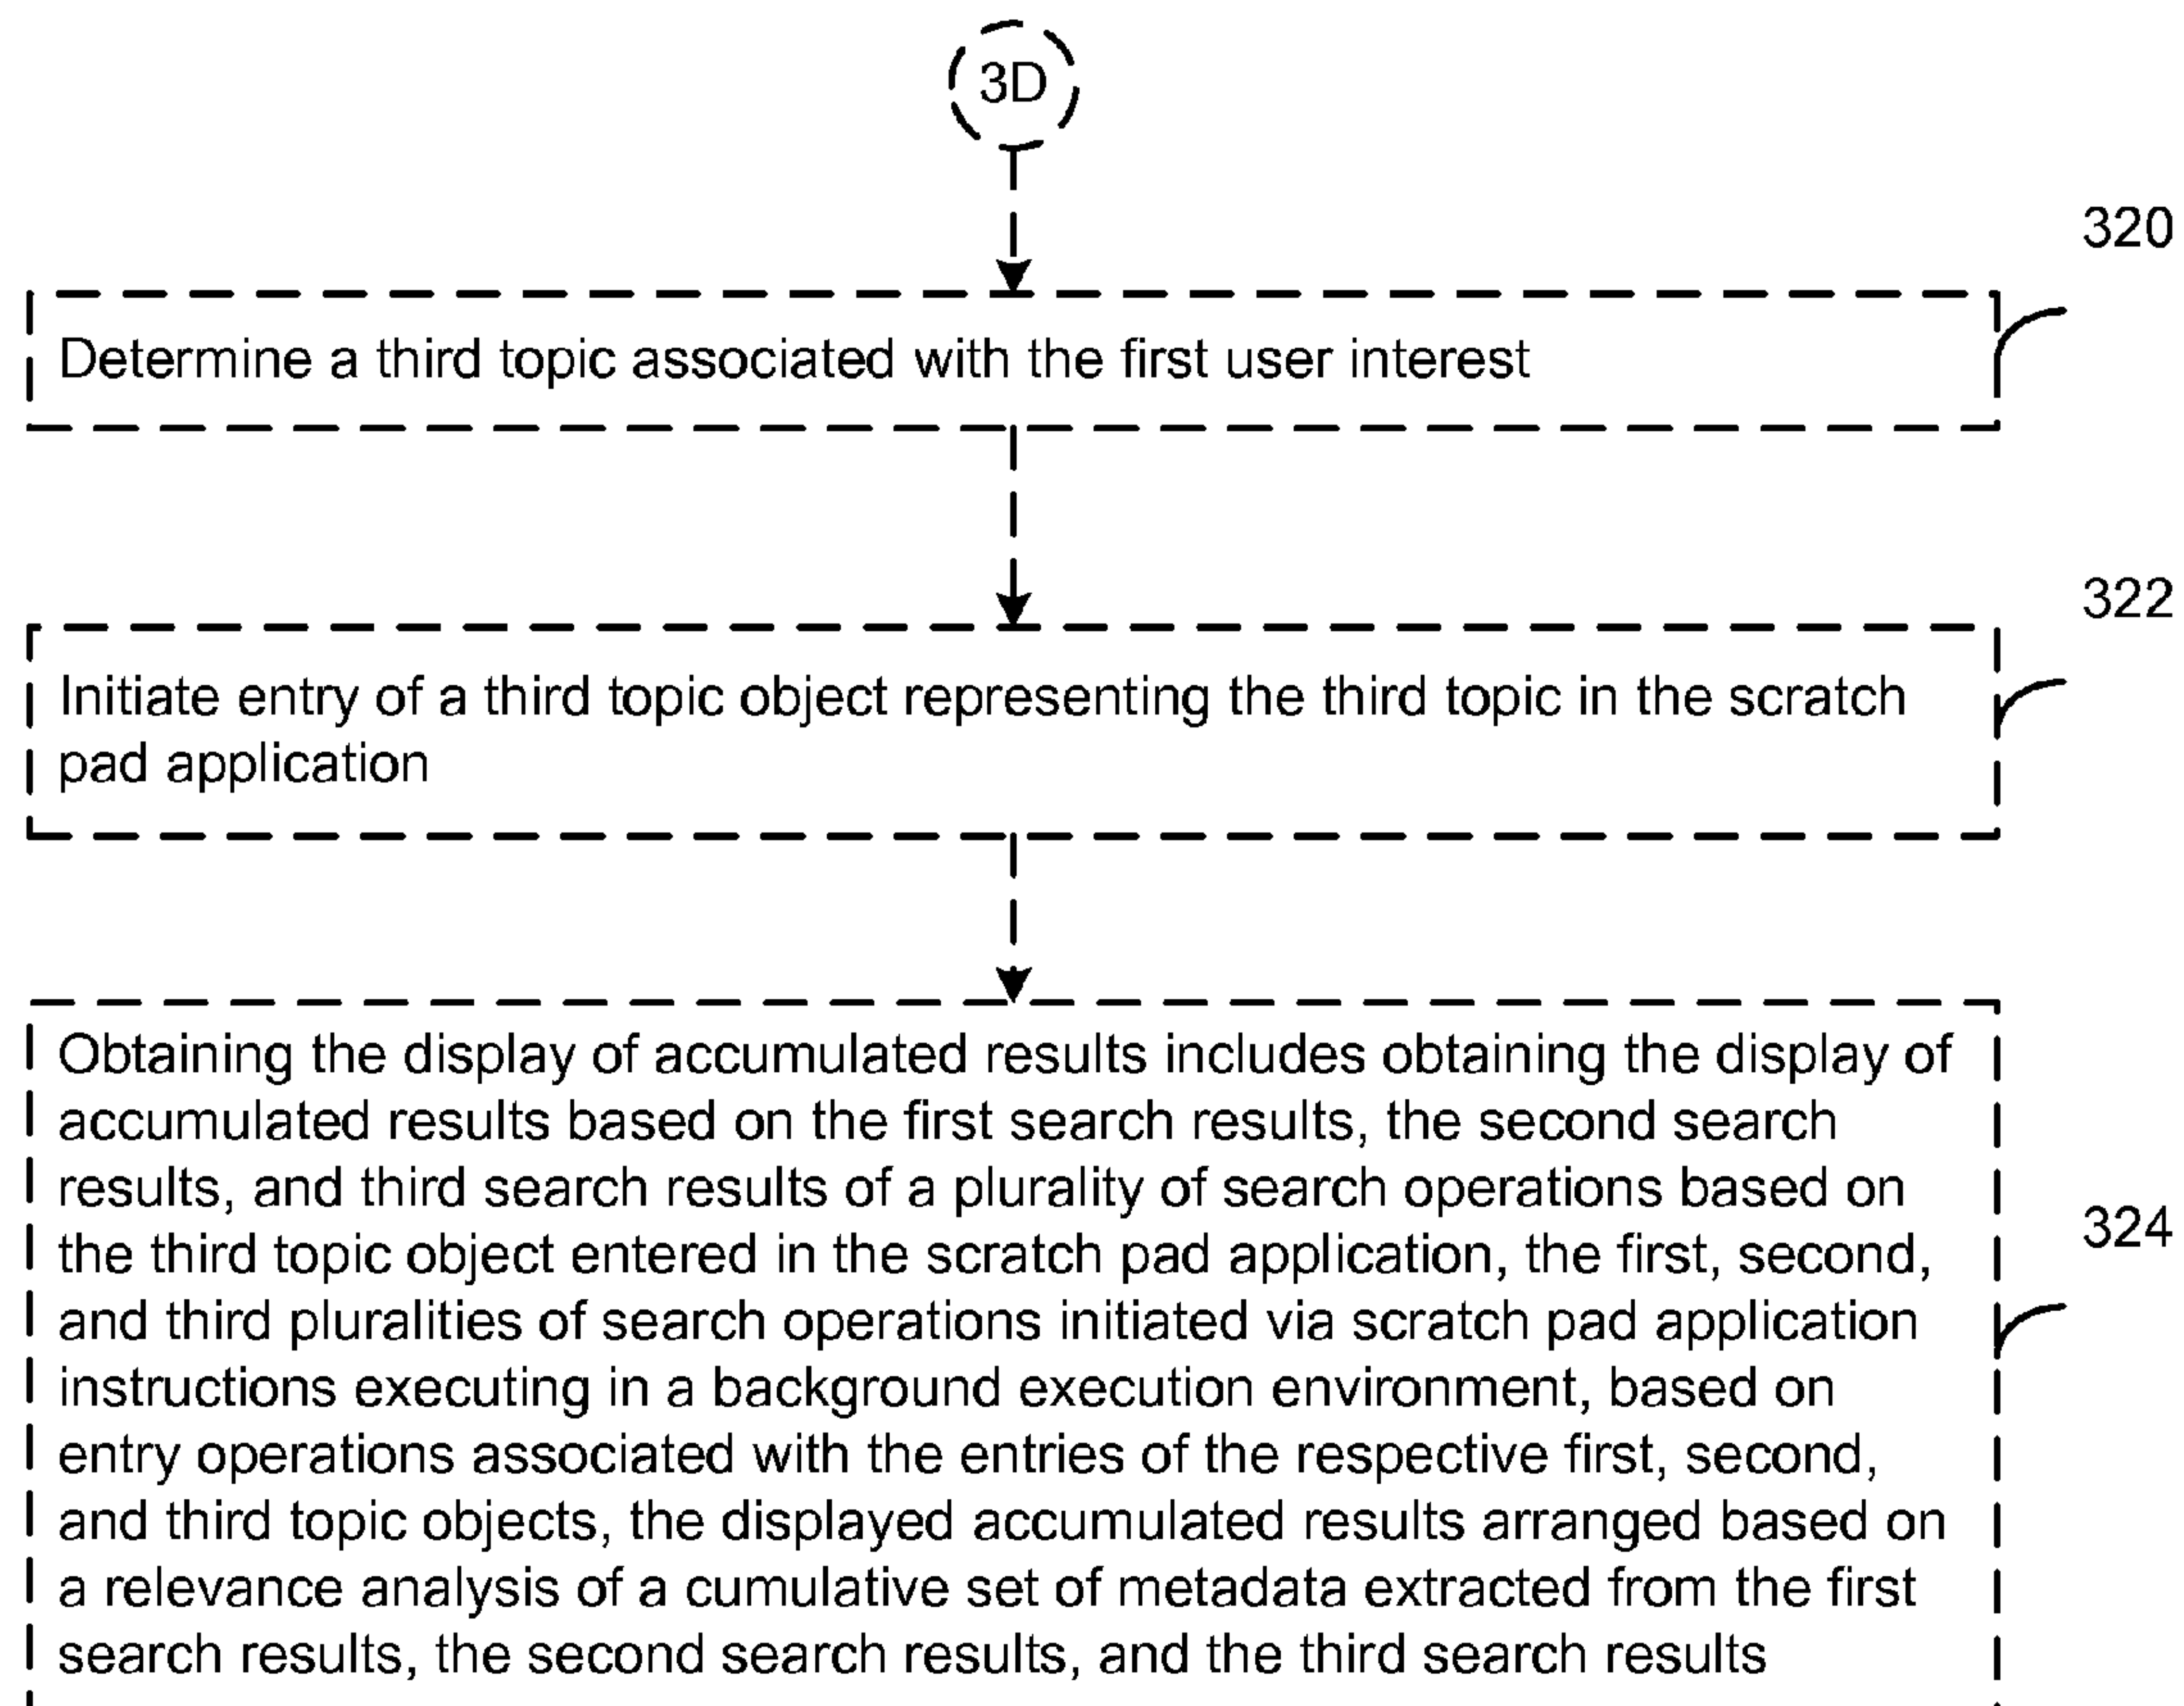 3D
320
Determine a third topic associated with the first user interest
322
Initiate entry of a third topic object representing the third topic in the scratch
pad application
Obtaining the display of accumulated results includes obtaining the display of
accumulated results based on the first search results, the second search
results, and third search results of a plurality of search operations based on
the third topic object entered in the scratch pad application, the first, second,
and third pluralities of search operations initiated via scratch pad application
instructions executing in a background execution environment, based on
entry operations associated with the entries of the respective first, second,
and third topic objects, the displayed accumulated results arranged based on
a relevance analysis of a cumulative set of metadata extracted from the first
search results, the second search results, and the third search results
324